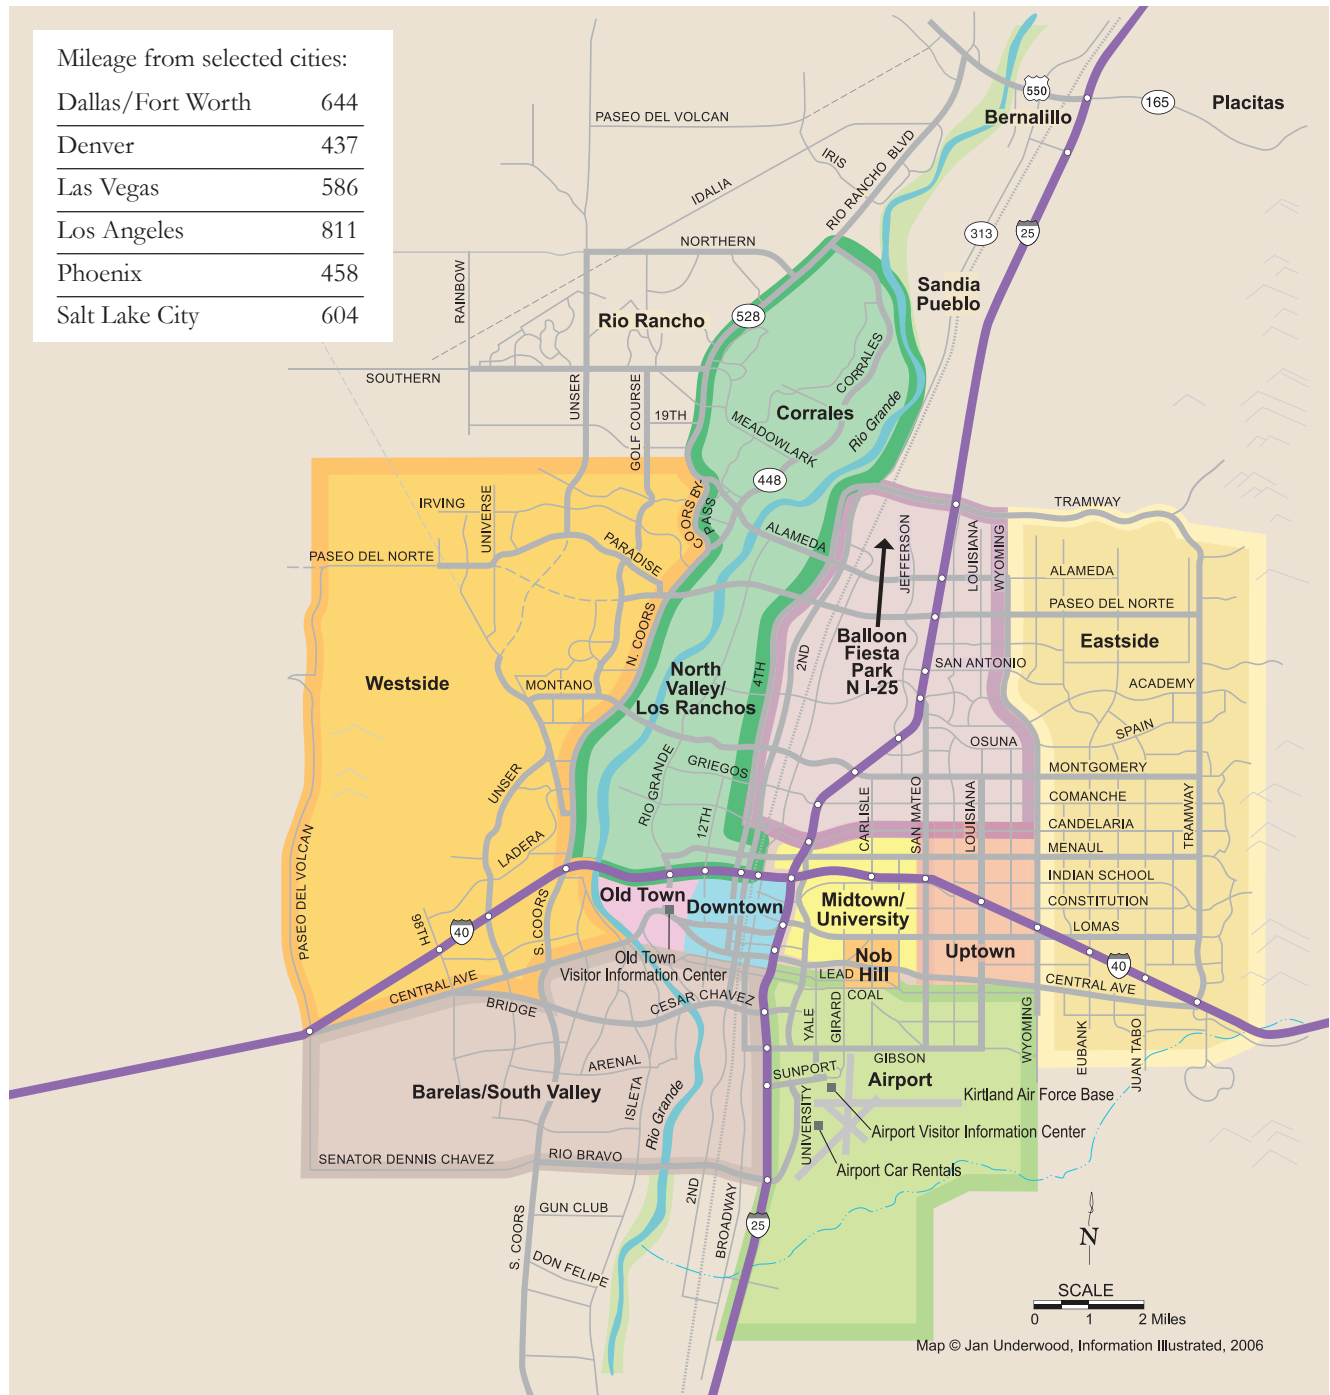 Mileage from selected cities:
Dallas/Fort Worth 644
Denver 437
Las Vegas 586
Los Angeles 811
Phoenix 458
Salt Lake City 604
550
165
Placitas
Bernalillo
PASEO DEL VOLCAN
IRIS
RIO RANCHO BLVD
IDALIA
NORTHERN
313
25
RAINBOW
Sandia
Pueblo
Rio Rancho
528
SOUTHERN
UNSER
GOLF COURSE
19TH
CORRALES
Corrales
MEADOWLARK
Rio Grande
448
COORS BY-
PASS
IRVING
UNIVERSE
PASEO DEL NORTE
PARADISE
ALAMEDA
JEFFERSON
LOUISIANA
WYOMING
TRAMWAY
ALAMEDA
PASEO DEL NORTE
Eastside
N. COORS
Balloon
Fiesta
Park
N I-25
2ND
4TH
SAN ANTONIO
ACADEMY
Westside
North
Valley/
Los Ranchos
MONTANO
SPAIN
OSUNA
RIO GRANDE
GRIEGOS
MONTGOMERY
UNSER
COMANCHE
12TH
CARLISLE
SAN MATEO
LOUISIANA
CANDELARIA
TRAMWAY
MENAUL
LADERA
PASEO DEL VOLCAN
INDIAN SCHOOL
Old Town
Downtown
Midtown/
University
CONSTITUTION
LOMAS
98TH
40
S. COORS
Old Town
Visitor Information Center
Nob
Hill
Uptown
40
LEAD
CENTRAL AVE
CENTRAL AVE
COAL
BRIDGE
CESAR CHAVEZ
YALE
GIRARD
WYOMING
EUBANK
JUAN TABO
GIBSON
SUNPORT
Airport
ARENAL
Barelas/South Valley
ISLETA
Rio Grande
Kirtland Air Force Base
UNIVERSITY
Airport Visitor Information Center
Airport Car Rentals
SENATOR DENNIS CHAVEZ
RIO BRAVO
2ND
BROADWAY
GUN CLUB
S. COORS
25
DON FELIPE
N
SCALE
0 1 2 Miles
Map © Jan Underwood, Information Illustrated, 2006